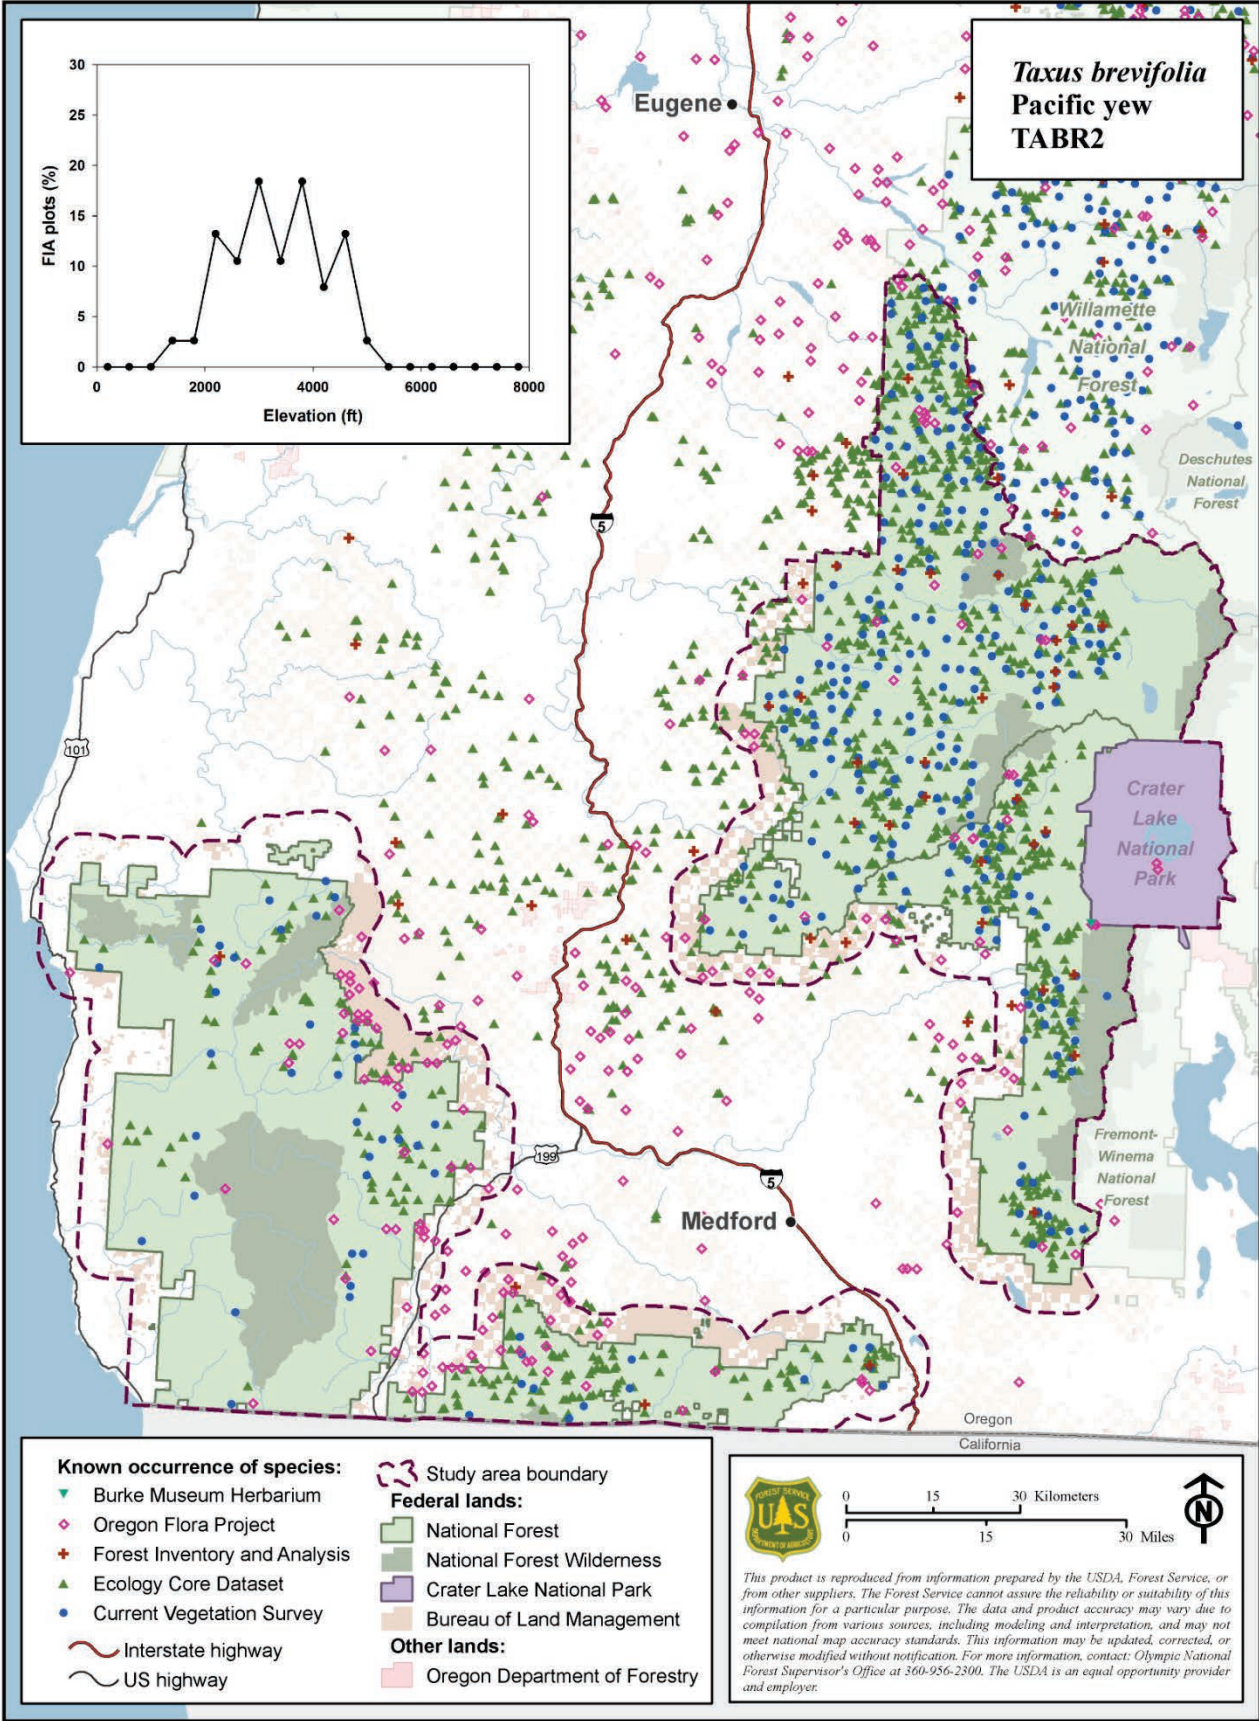 30
25
20
15
10
5
0
FIA plots (%)
0 2000 4000 6000 8000
Elevation (ft)
Taxus brevifolia
Pacific yew
TABR2
Eugene
Willamette
National
Forest
Deschutes
National
Forest
5
101
Crater
Lake
National
Park
199
5
Medford
Fremont-
Winema
National
Forest
Oregon
California
Known occurrence of species:
Burke Museum Herbarium
Oregon Flora Project
Forest Inventory and Analysis
Ecology Core Dataset
Current Vegetation Survey
Interstate highway
US highway
Study area boundary
Federal lands:
National Forest
National Forest Wilderness
Crater Lake National Park
Bureau of Land Management
Other lands:
Oregon Department of Forestry
FOREST SERVICE
US
DEPARTMENT OF AGRICULTURE
0 15 30 Kilometers
0 15 30 Miles
N
This product is reproduced from information prepared by the USDA, Forest Service, or
from other suppliers. The Forest Service cannot assure the reliability or suitability of this
information for a particular purpose. The data and product accuracy may vary due to
compilation from various sources, including modeling and interpretation, and may not
meet national map accuracy standards. This information may be updated, corrected, or
otherwise modified without notification. For more information, contact: Olympic National
Forest Supervisor's Office at 360-956-2300. The USDA is an equal opportunity provider
and employer.